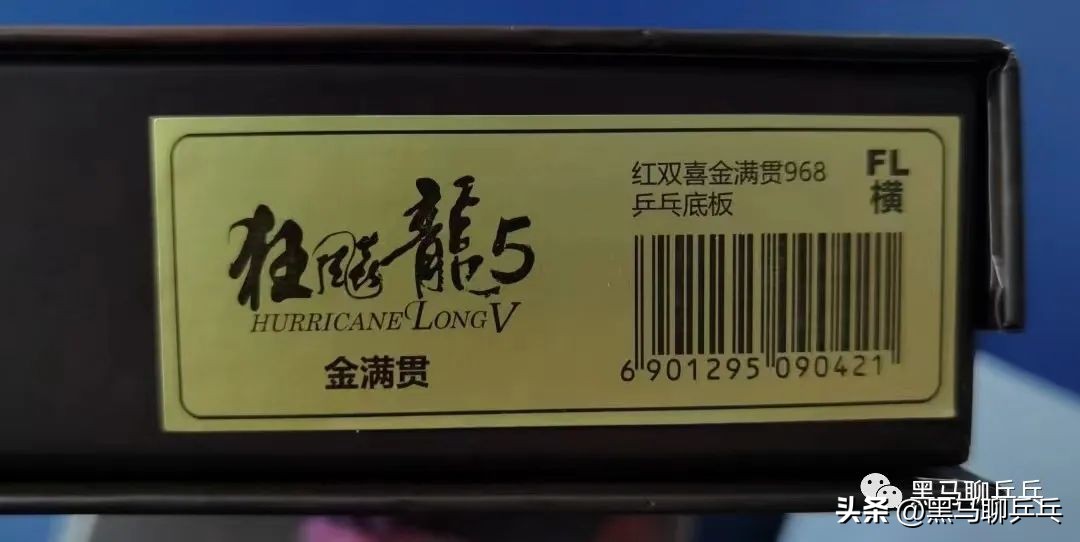 狂飚龍5
HURRICANE LONG V
金满贯
红双喜金满贯968
乒乓底板
FL
横
6 901295 090421
黑马聊乒乓
头条 @黑马聊乒乓